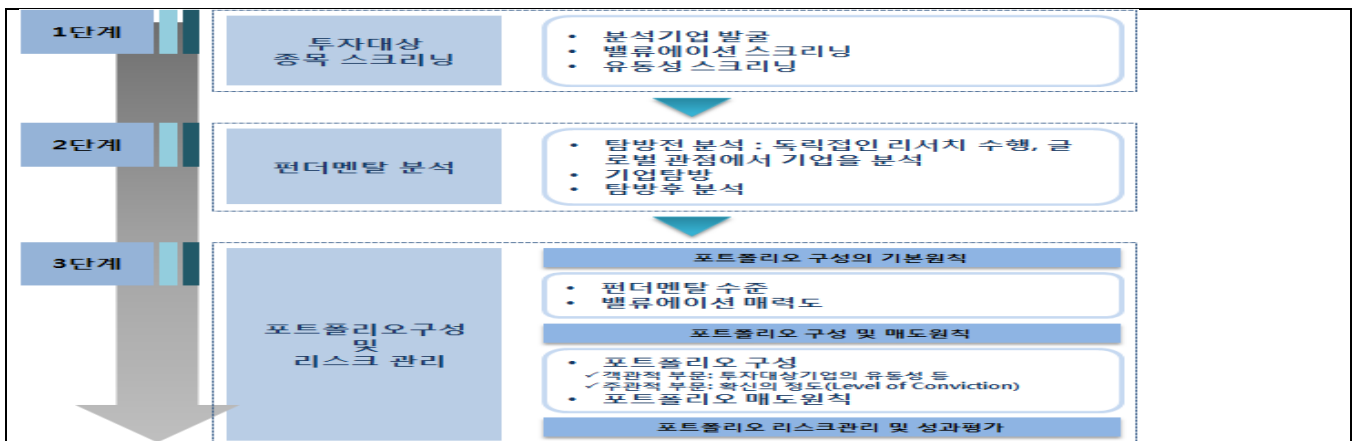 1단계
투자대상
종목 스크리닝
• 분석기업 발굴
• 밸류에이션 스크리닝
• 유동성 스크리닝
2단계
펀더멘탈 분석
• 탐방전 분석 : 독립접인 리서치 수행, 글
로벌 관점에서 기업을 분석
• 기업탐방
• 탐방후 분석
3단계
포트폴리오구성
및
리스크 관리
포트폴리오 구성의 기본원칙
• 펀더멘탈 수준
• 밸류에이션 매력도
포트폴리오 구성 및 매도원칙
• 포트폴리오 구성
✓객관적 부문: 투자대상기업의 유동성 등
✓주관적 부문: 확신의 정도(Level of Conviction)
• 포트폴리오 매도원칙
포트폴리오 리스크관리 및 성과평가